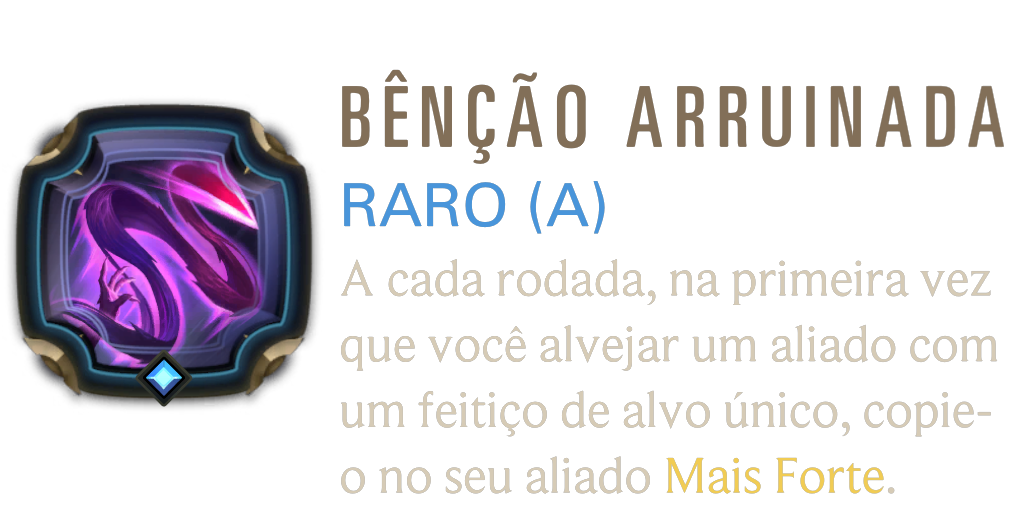 BÊNÇÃO ARRUINADA
RARO (A)
A cada rodada, na primeira vez
que você alvejar um aliado com
um feitiço de alvo único, copie-
o no seu aliado Mais Forte.